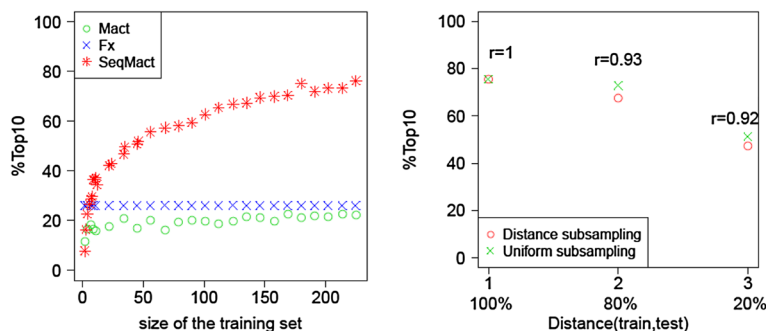 100
80
60
40
20
0
%Top10
Mact
Fx
SeqMact
0 50 100 150 200
size of the training set
100
80
60
40
20
0
%Top10
r=1
r=0.93
r=0.92
Distance subsampling
Uniform subsampling
1 2 3
100% 80% 20%
Distance(train,test)